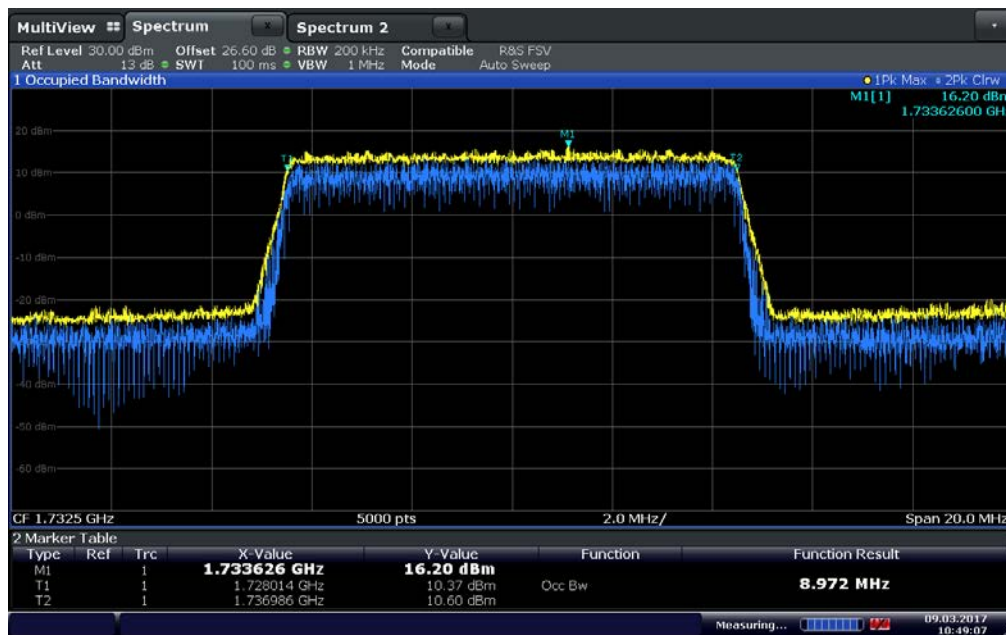 MultiView Spectrum x Spectrum 2 x
Ref Level 30.00 dBm Offset 26.60 dB RBW 200 kHz Compatible R&S FSV
Att 13 dB SWT 100 ms VBW 1 MHz Mode Auto Sweep
1 Occupied Bandwidth 1Pk Max 2Pk Clrw
M1[1] 16.20 dBm
1.73362600 GH
20 dBm
M1
T1 T2
10 dBm
0 dBm
-10 dBm
-20 dBm
-40 dBm
-50 dBm
-60 dBm
CF 1.7325 GHz 5000 pts 2.0 MHz/ Span 20.0 MHz
2 Marker Table
Type Ref Trc X-Value Y-Value Function Function Result
M1 1 1.733626 GHz 16.20 dBm
T1 1 1.728014 GHz 10.37 dBm Occ Bw 8.972 MHz
T2 1 1.736986 GHz 10.60 dBm
Measuring... 09.03.2017
10:49:07